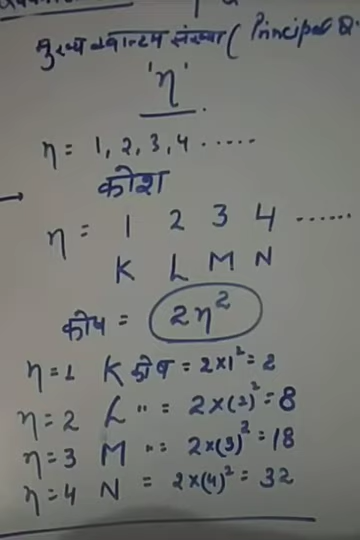 मुख्य क्वान्टम संख्या ( Principal Q.
'η'
η = 1, 2, 3, 4 ......
→ कोश
η = 1 2 3 4 ......
K L M N
कोष = 2η²
η = 1 K कोष = 2×1² = 2
η = 2 L " = 2×(2)² = 8
η = 3 M " = 2×(3)² = 18
η = 4 N = 2×(4)² = 32